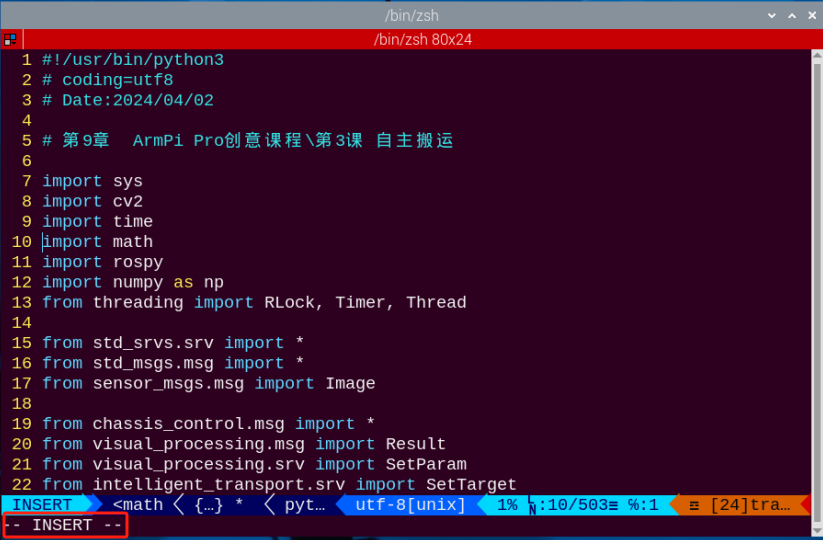 /bin/zsh
/bin/zsh 80x24
1 #!/usr/bin/python3
2 # coding=utf8
3 # Date:2024/04/02
4
5 # 第9章  ArmPi Pro创意课程\第3课 自主搬运
6
7 import sys
8 import cv2
9 import time
10 import math
11 import rospy
12 import numpy as np
13 from threading import RLock, Timer, Thread
14
15 from std_srvs.srv import *
16 from std_msgs.msg import *
17 from sensor_msgs.msg import Image
18
19 from chassis_control.msg import *
20 from visual_processing.msg import Result
21 from visual_processing.srv import SetParam
22 from intelligent_transport.srv import SetTarget
INSERT <math {…} * pyt… utf-8[unix] 1% ␤:10/503≡ ℅:1 ☲ [24]tra…
-- INSERT --